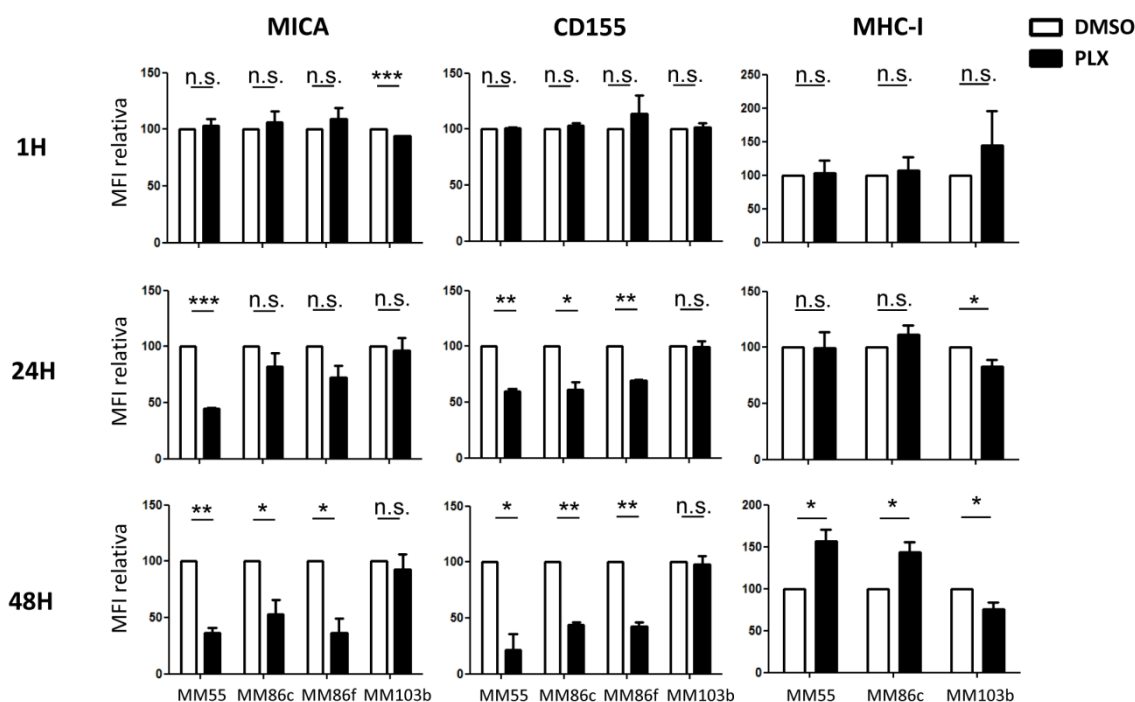 MICA CD155 MHC-I
DMSO
PLX
1H
MFI relativa
150
100
50
0
n.s. n.s. n.s. ***
150
100
50
0
n.s. n.s. n.s. n.s.
250
200
150
100
50
0
n.s. n.s. n.s.
24H
MFI relativa
150
100
50
0
*** n.s. n.s. n.s.
150
100
50
0
** * ** n.s.
150
100
50
0
n.s. n.s. *
48H
MFI relativa
150
100
50
0
** * * n.s.
MM55 MM86c MM86f MM103b
150
100
50
0
* ** ** n.s.
MM55 MM86c MM86f MM103b
200
150
100
50
0
* * *
MM55 MM86c MM103b